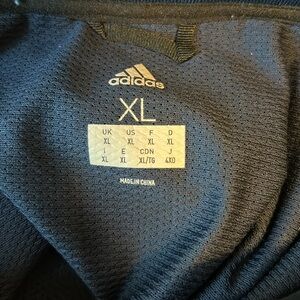 adidas
XL
UK US F D
XL XL XL XL
I E CDN J
XL XL XL/TG 4XO
MADE IN CHINA